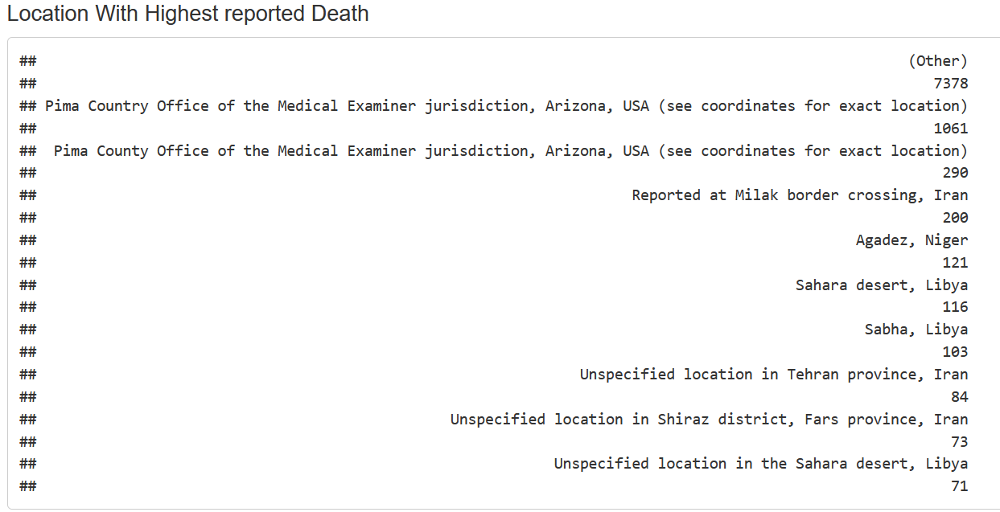 Location With Highest reported Death
## (Other)
## 7378
## Pima Country Office of the Medical Examiner jurisdiction, Arizona, USA (see coordinates for exact location)
## 1061
## Pima County Office of the Medical Examiner jurisdiction, Arizona, USA (see coordinates for exact location)
## 290
## Reported at Milak border crossing, Iran
## 200
## Agadez, Niger
## 121
## Sahara desert, Libya
## 116
## Sabha, Libya
## 103
## Unspecified location in Tehran province, Iran
## 84
## Unspecified location in Shiraz district, Fars province, Iran
## 73
## Unspecified location in the Sahara desert, Libya
## 71